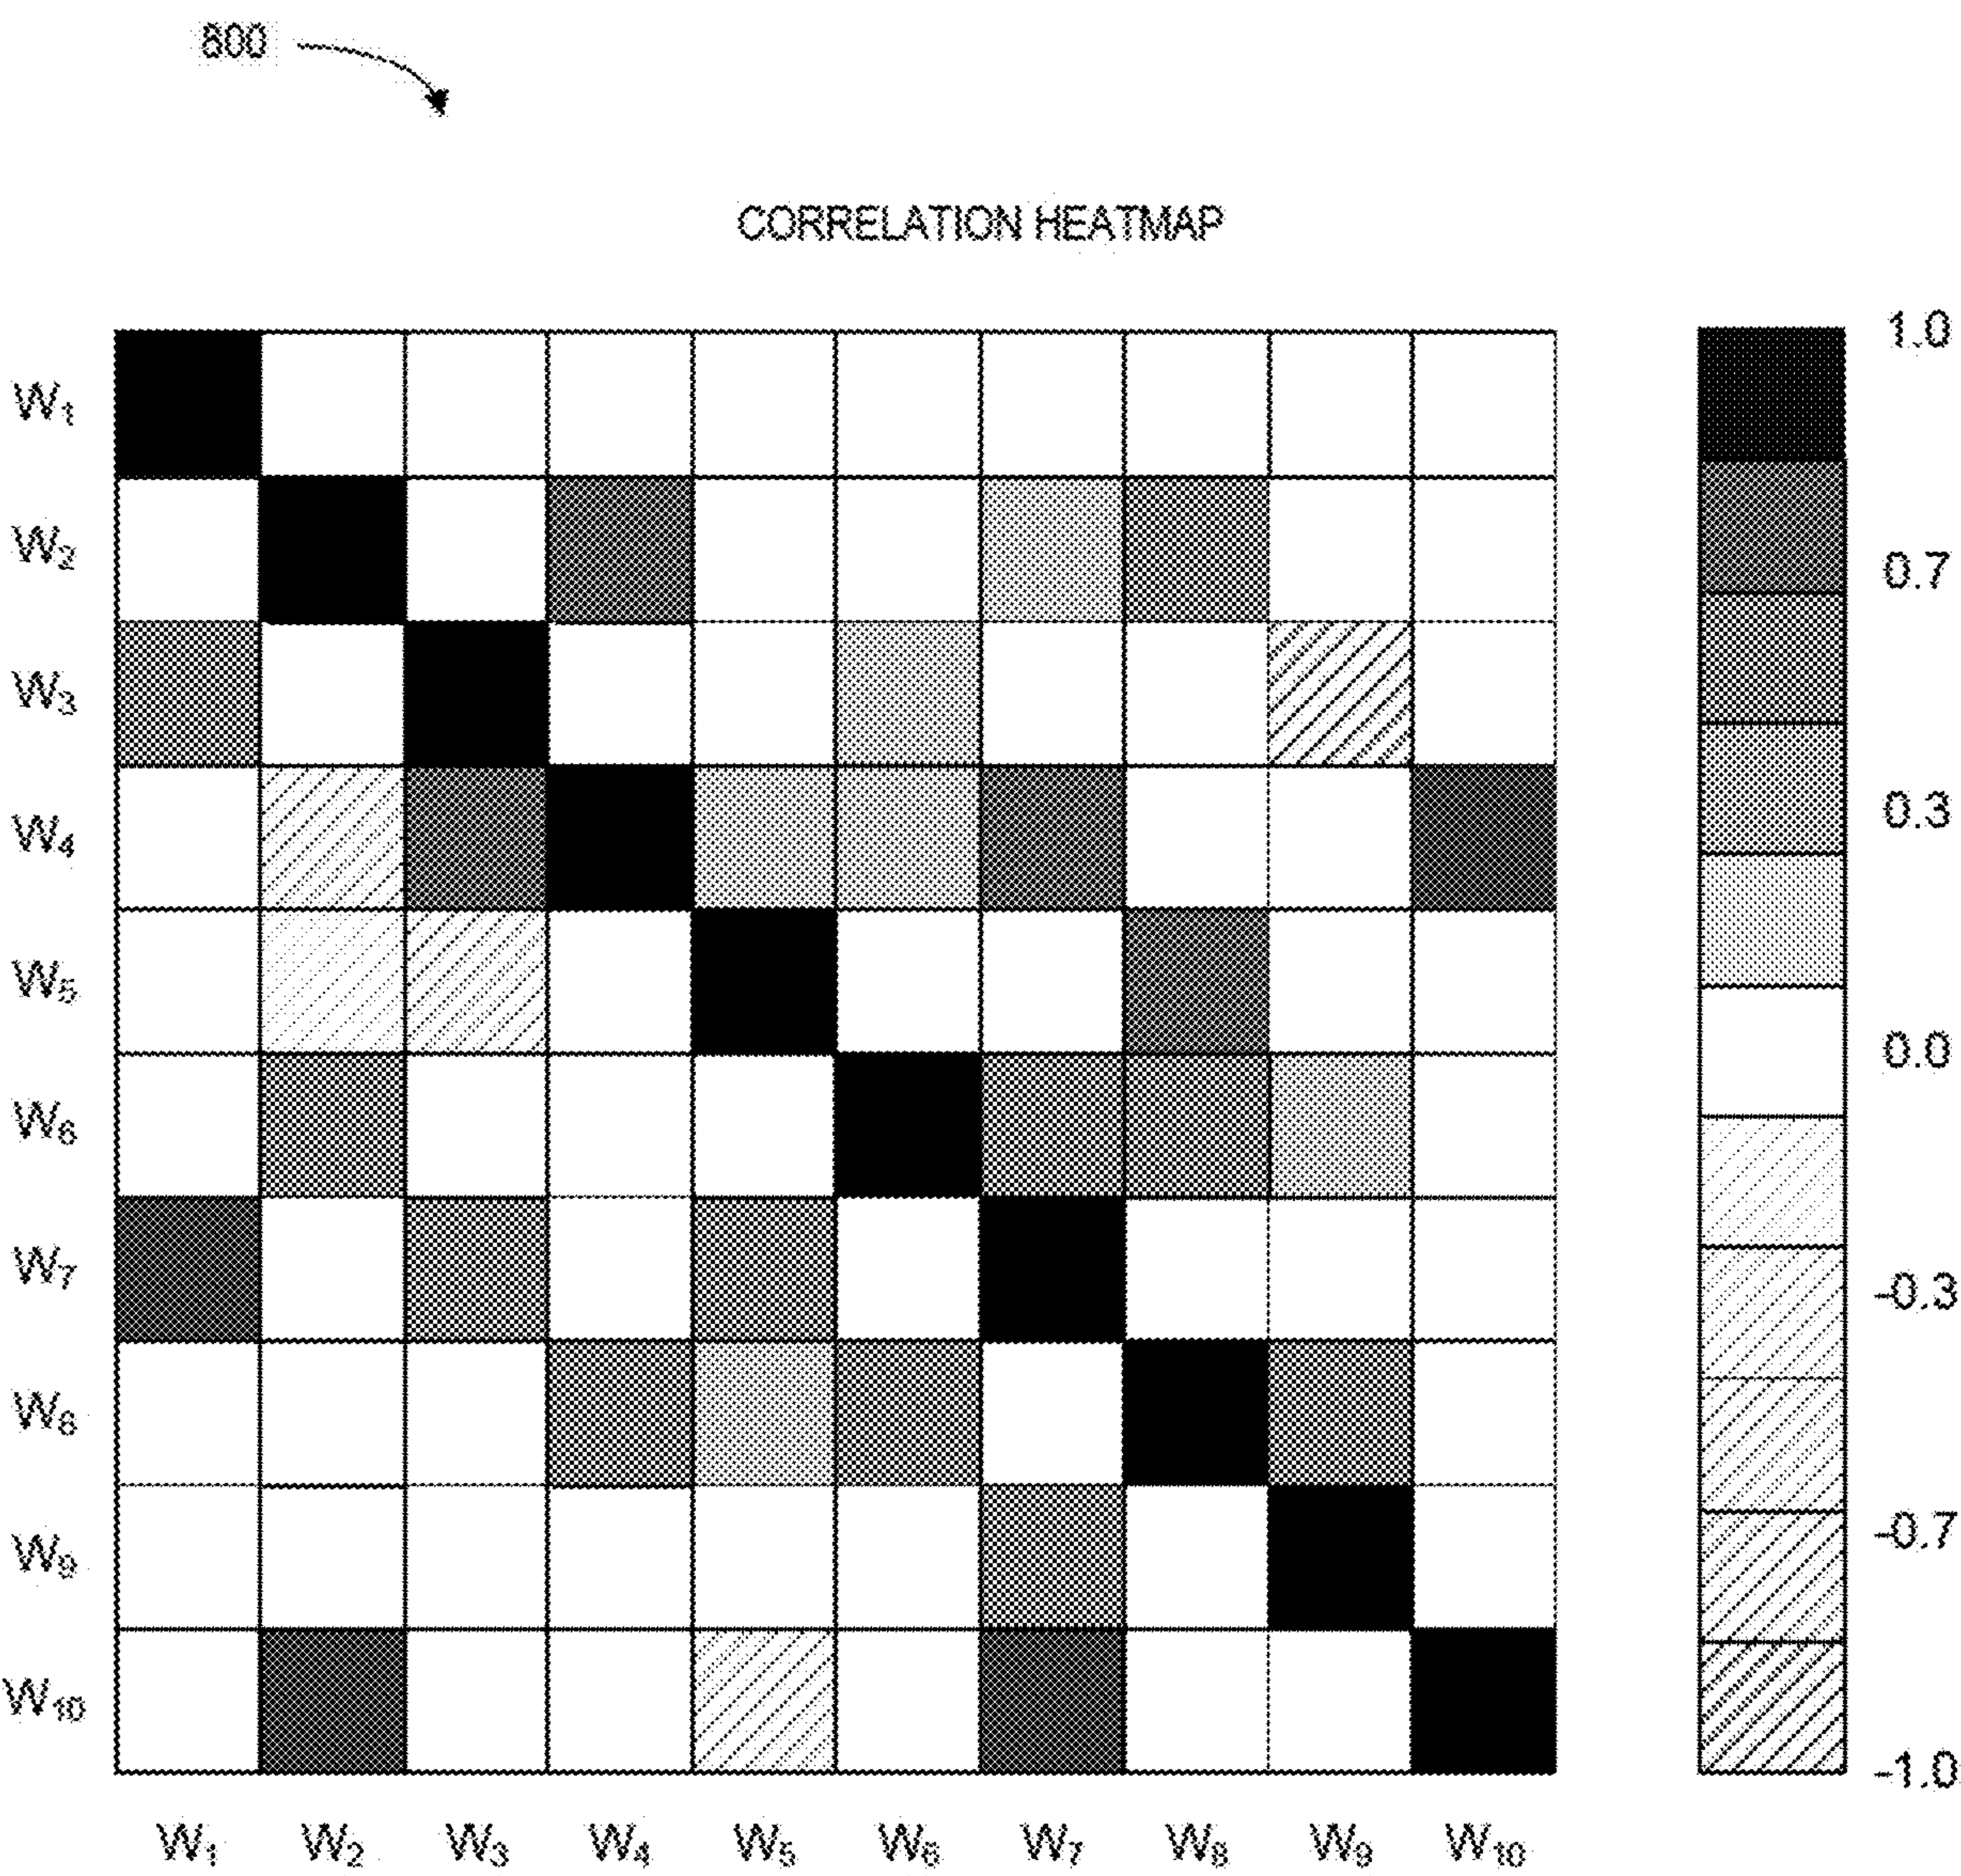 800
CORRELATION HEATMAP
1.0
W₁
W₂
0.7
W₃
0.3
W₄
W₅
0.0
W₆
-0.3
W₇
W₈
-0.7
W₉
W₁₀
-1.0
W₁ W₂ W₃ W₄ W₅ W₆ W₇ W₈ W₉ W₁₀